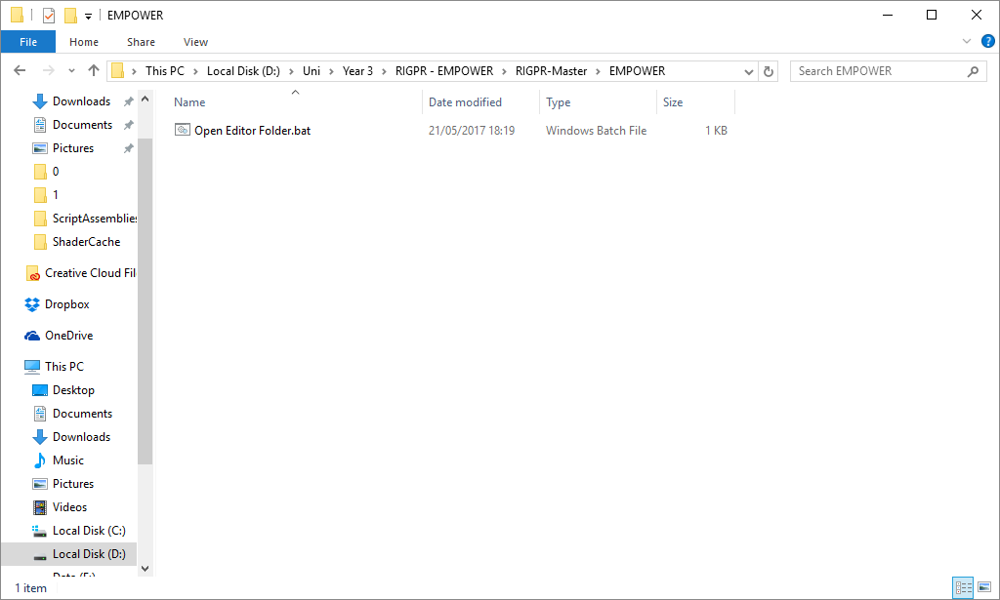 EMPOWER
File Home Share View
This PC Local Disk (D:) Uni Year 3 RIGPR - EMPOWER RIGPR-Master EMPOWER Search EMPOWER
Name Date modified Type Size
Open Editor Folder.bat 21/05/2017 18:19 Windows Batch File 1 KB
Downloads
Documents
Pictures
0
1
ScriptAssemblies
ShaderCache
Creative Cloud Fil
Dropbox
OneDrive
This PC
Desktop
Documents
Downloads
Music
Pictures
Videos
Local Disk (C:)
Local Disk (D:)
1 item